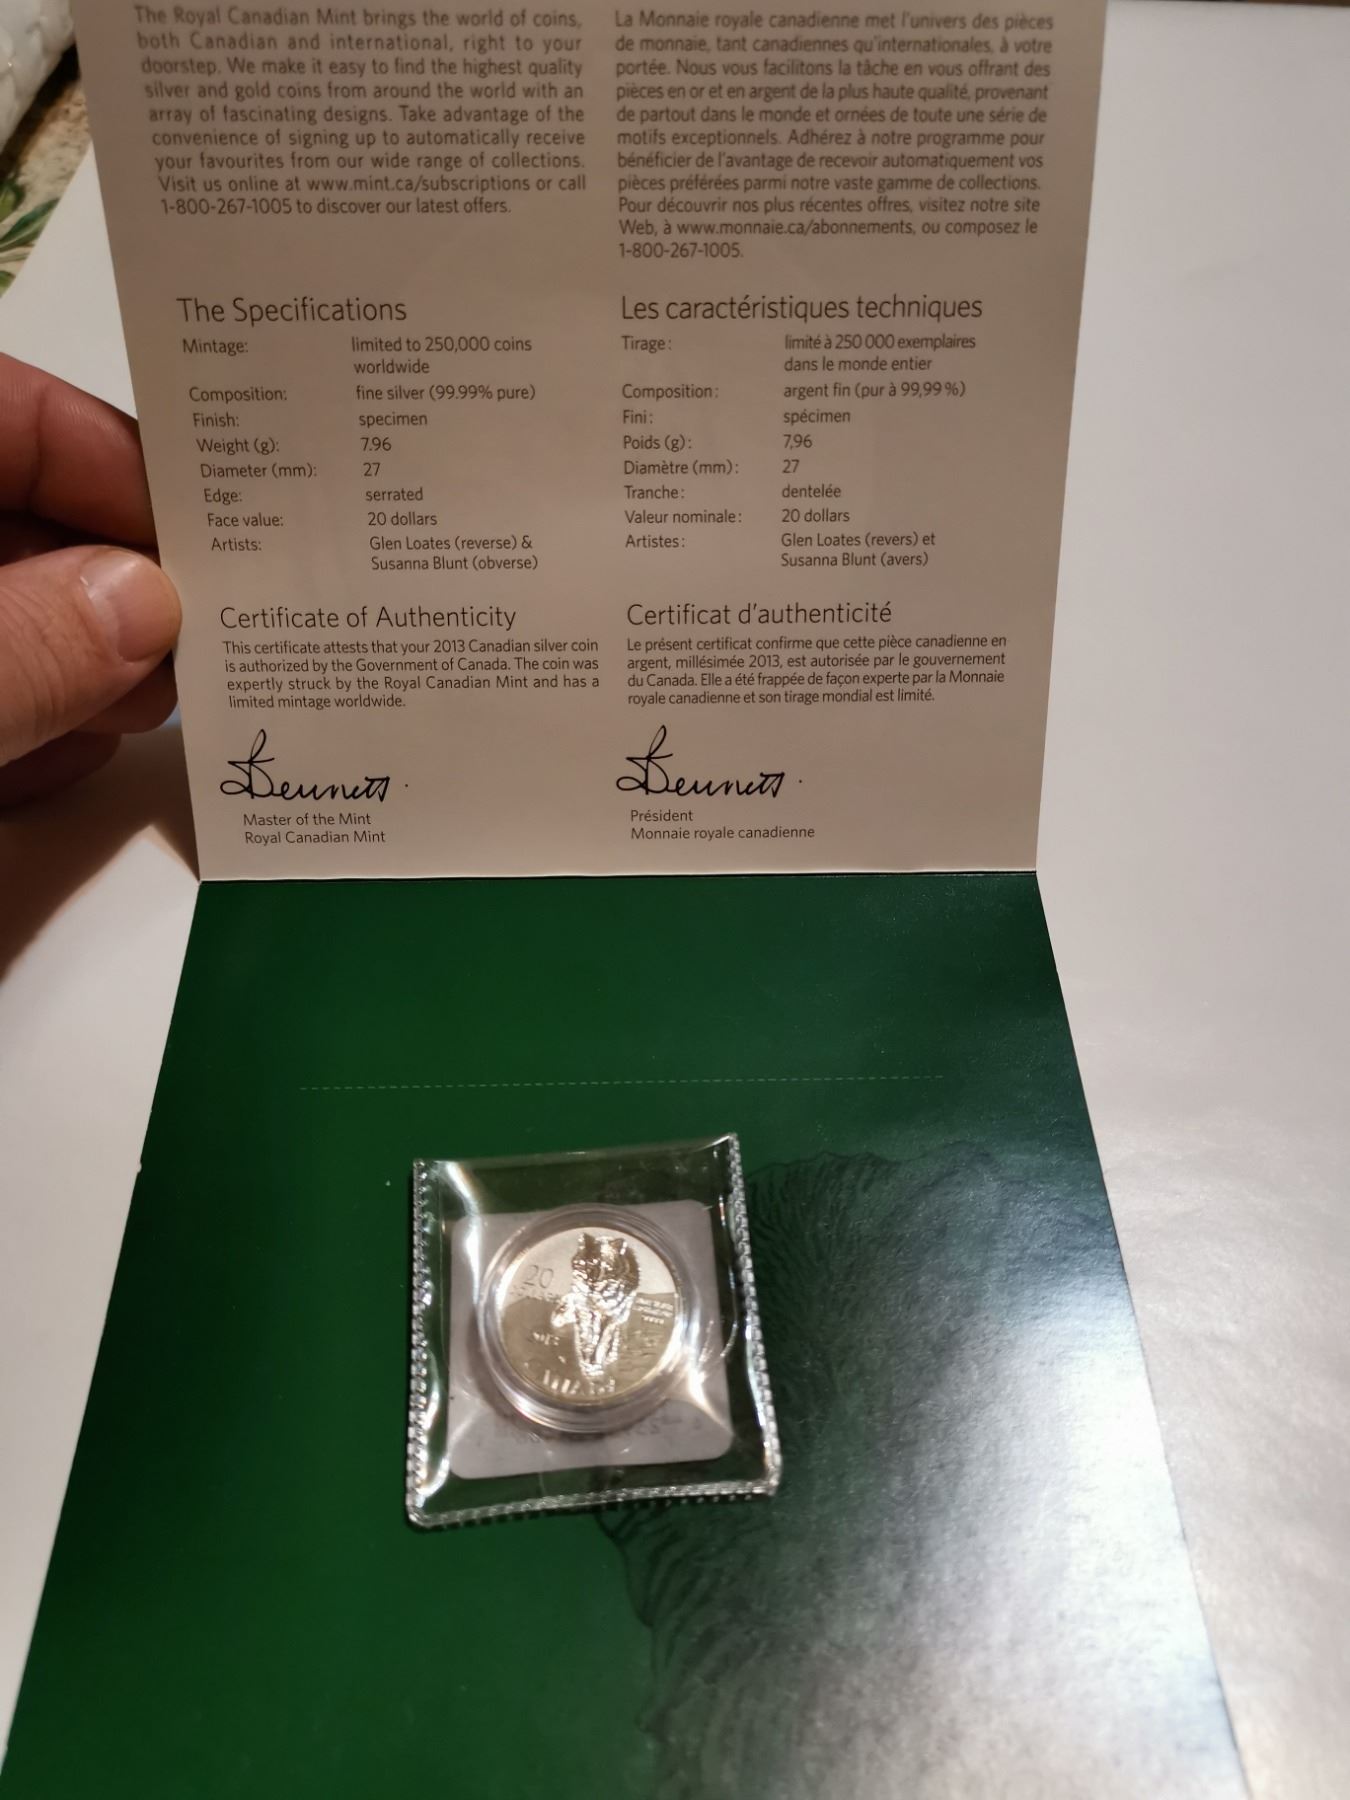 The Royal Canadian Mint brings the world of coins,
both Canadian and international, right to your
doorstep. We make it easy to find the highest quality
silver and gold coins from around the world with an
array of fascinating designs. Take advantage of the
convenience of signing up to automatically receive
your favourites from our wide range of collections.
Visit us online at www.mint.ca/subscriptions or call
1-800-267-1005 to discover our latest offers.
La Monnaie royale canadienne met l'univers des pièces
de monnaie, tant canadiennes qu'internationales, à votre
portée. Nous vous facilitons la tâche en vous offrant des
pièces en or et en argent de la plus haute qualité, provenant
de partout dans le monde et ornées de toute une série de
motifs exceptionnels. Adhérez à notre programme pour
bénéficier de l'avantage de recevoir automatiquement vos
pièces préférées parmi notre vaste gamme de collections.
Pour découvrir nos plus récentes offres, visitez notre site
Web, à www.monnaie.ca/abonnements, ou composez le
1-800-267-1005.
The Specifications
Mintage: limited to 250,000 coins
worldwide
Composition: fine silver (99.99% pure)
Finish: specimen
Weight (g): 7.96
Diameter (mm): 27
Edge: serrated
Face value: 20 dollars
Artists: Glen Loates (reverse) &
Susanna Blunt (obverse)
Les caractéristiques techniques
Tirage : limité à 250 000 exemplaires
dans le monde entier
Composition : argent fin (pur à 99,99 %)
Fini : spécimen
Poids (g) : 7,96
Diamètre (mm) : 27
Tranche : dentelée
Valeur nominale : 20 dollars
Artistes : Glen Loates (revers) et
Susanna Blunt (avers)
Certificate of Authenticity
This certificate attests that your 2013 Canadian silver coin
is authorized by the Government of Canada. The coin was
expertly struck by the Royal Canadian Mint and has a
limited mintage worldwide.
Bennett
Master of the Mint
Royal Canadian Mint
Certificat d'authenticité
Le présent certificat confirme que cette pièce canadienne en
argent, millésimée 2013, est autorisée par le gouvernement
du Canada. Elle a été frappée de façon experte par la Monnaie
royale canadienne et son tirage mondial est limité.
Bennett
Président
Monnaie royale canadienne
20